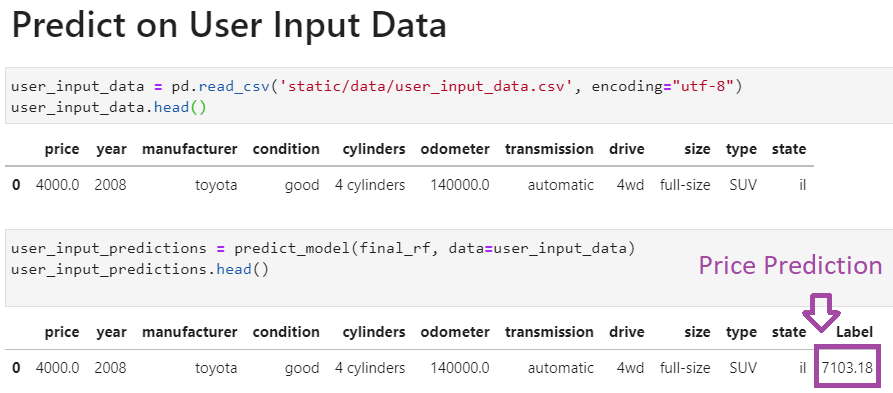 Predict on User Input Data
user_input_data = pd.read_csv('static/data/user_input_data.csv', encoding="utf-8")
user_input_data.head()
price year manufacturer condition cylinders odometer transmission drive size type state
0 4000.0 2008 toyota good 4 cylinders 140000.0 automatic 4wd full-size SUV il
user_input_predictions = predict_model(final_rf, data=user_input_data)
user_input_predictions.head()
Price Prediction
price year manufacturer condition cylinders odometer transmission drive size type state Label
0 4000.0 2008 toyota good 4 cylinders 140000.0 automatic 4wd full-size SUV il 7103.18